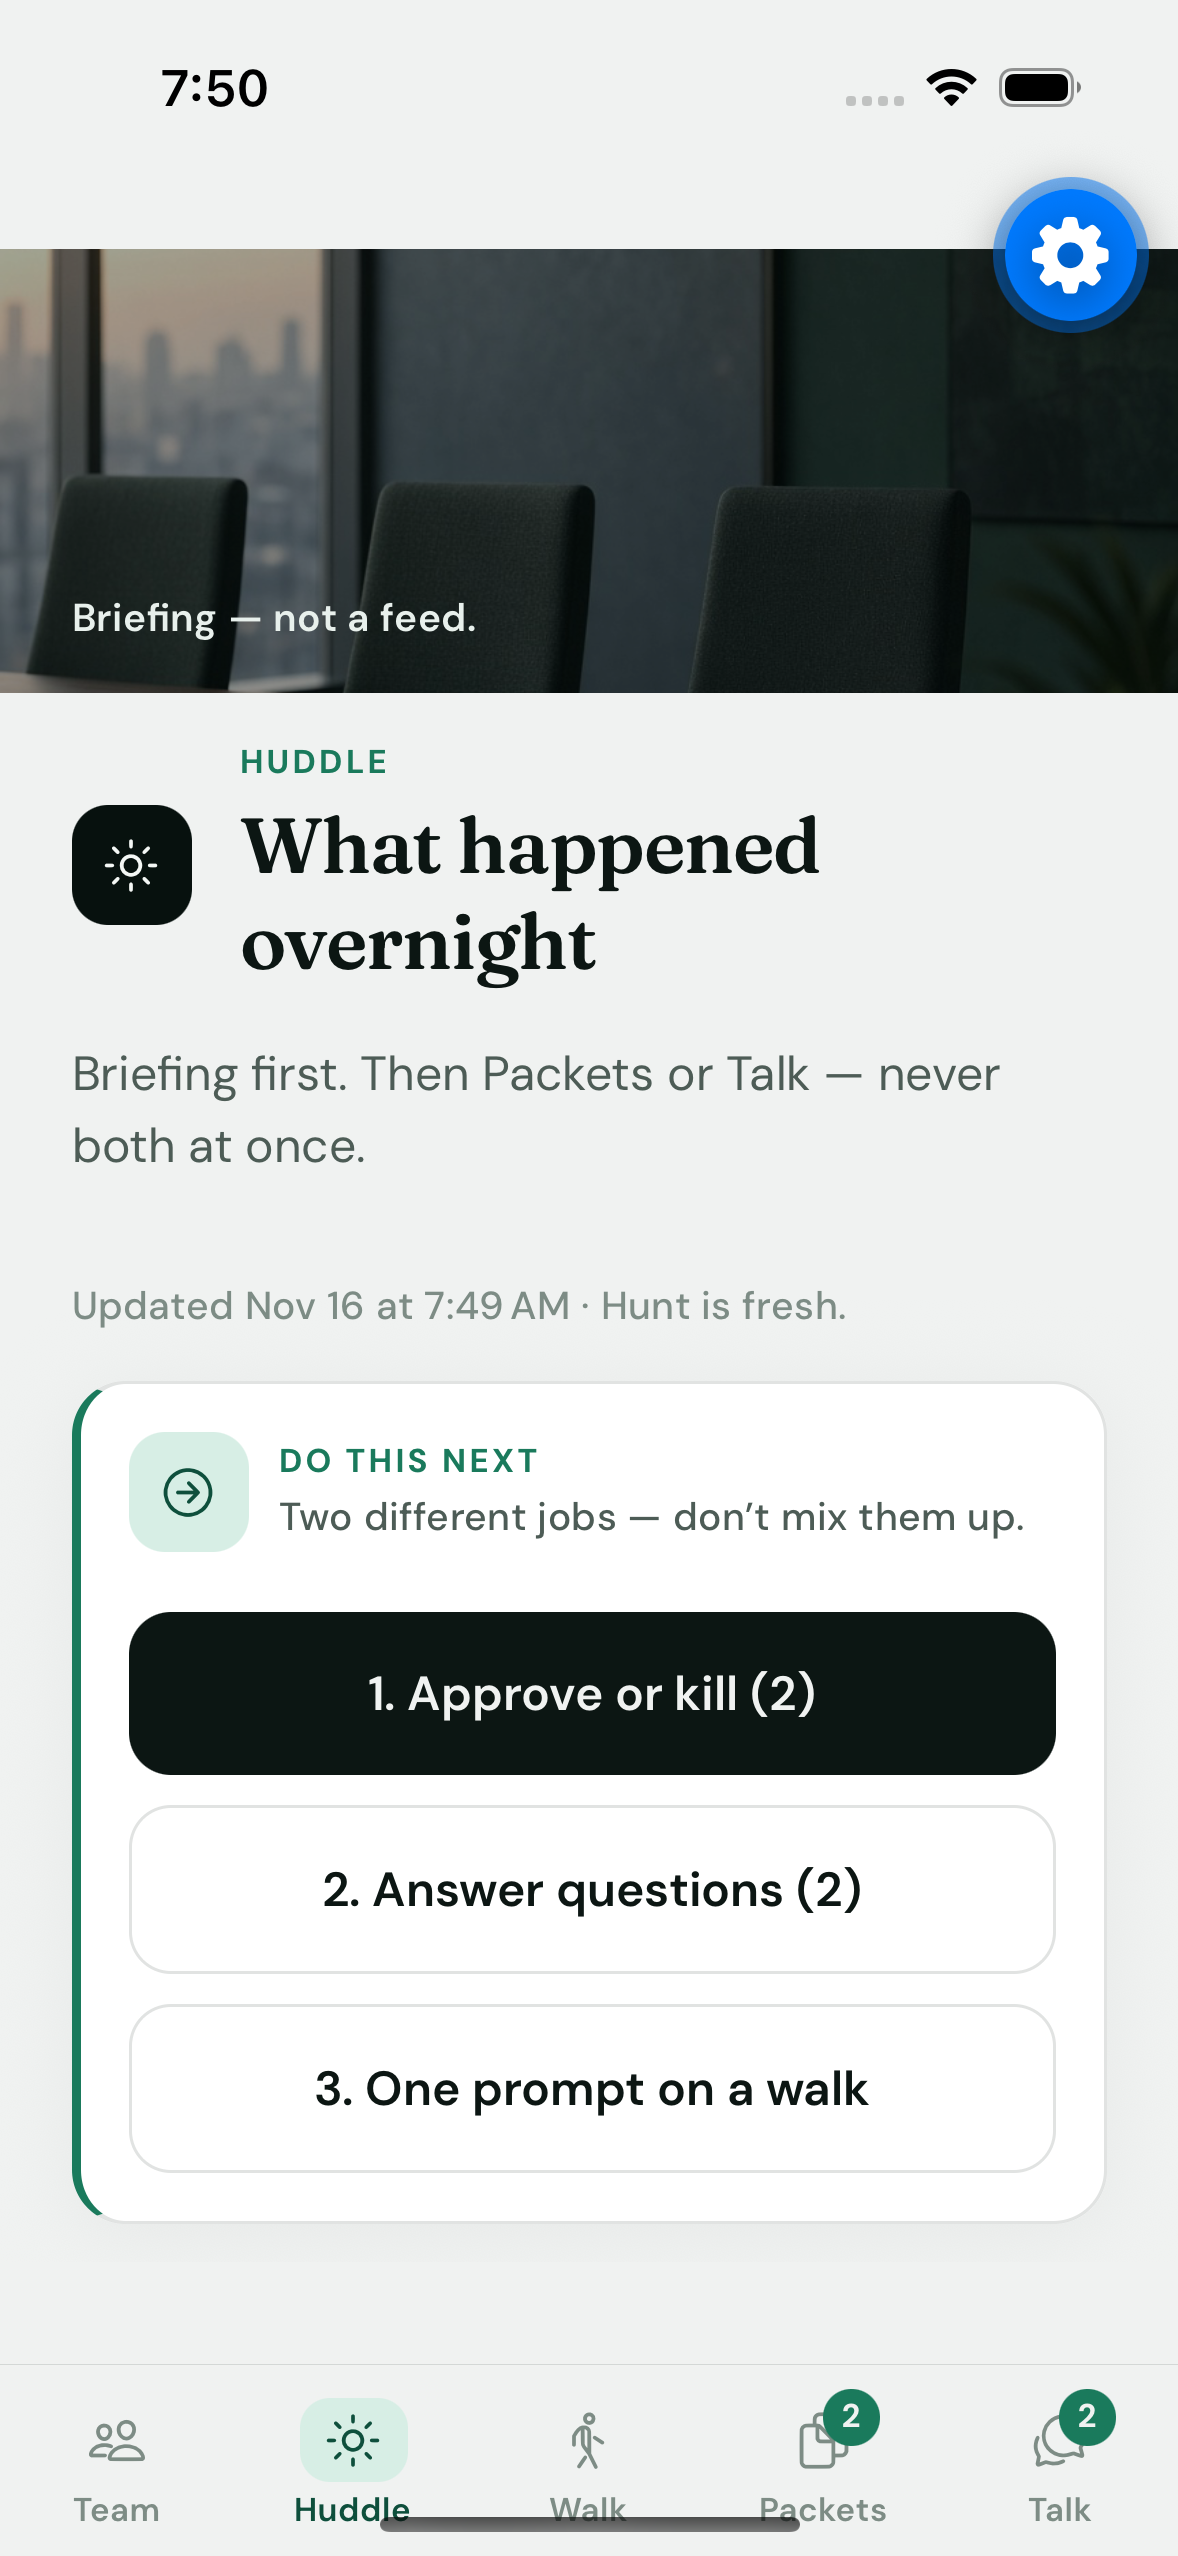 7:50
Briefing — not a feed.
HUDDLE
What happened
overnight
Briefing first. Then Packets or Talk — never
both at once.
Updated Nov 16 at 7:49 AM · Hunt is fresh.
DO THIS NEXT
Two different jobs — don’t mix them up.
1. Approve or kill (2)
2. Answer questions (2)
3. One prompt on a walk
2
2
Team
Huddle
Walk
Packets
Talk